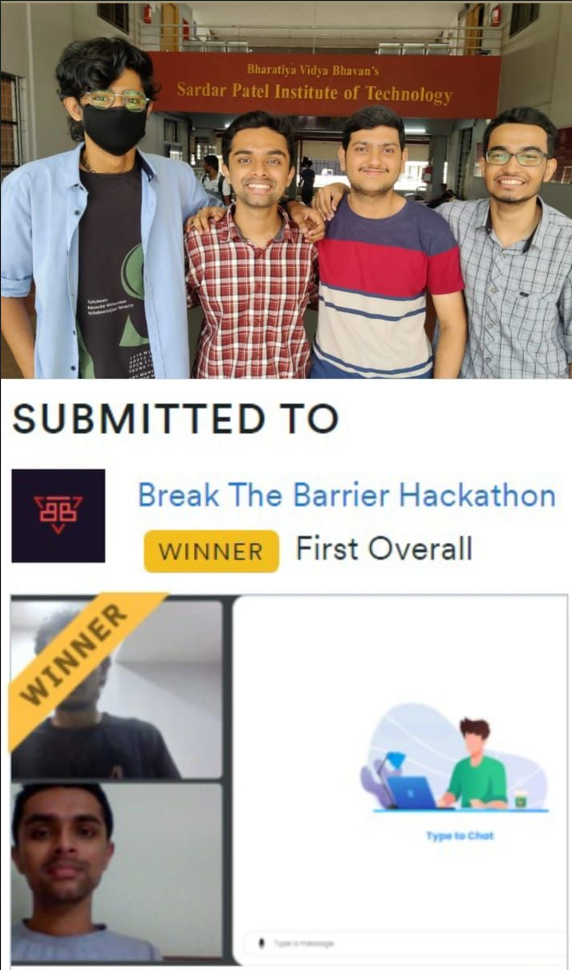 Bharatiya Vidya Bhavan's
Sardar Patel Institute of Technology
SUBMITTED TO
Break The Barrier Hackathon
WINNER First Overall
WINNER
Type to Chat
Type a message